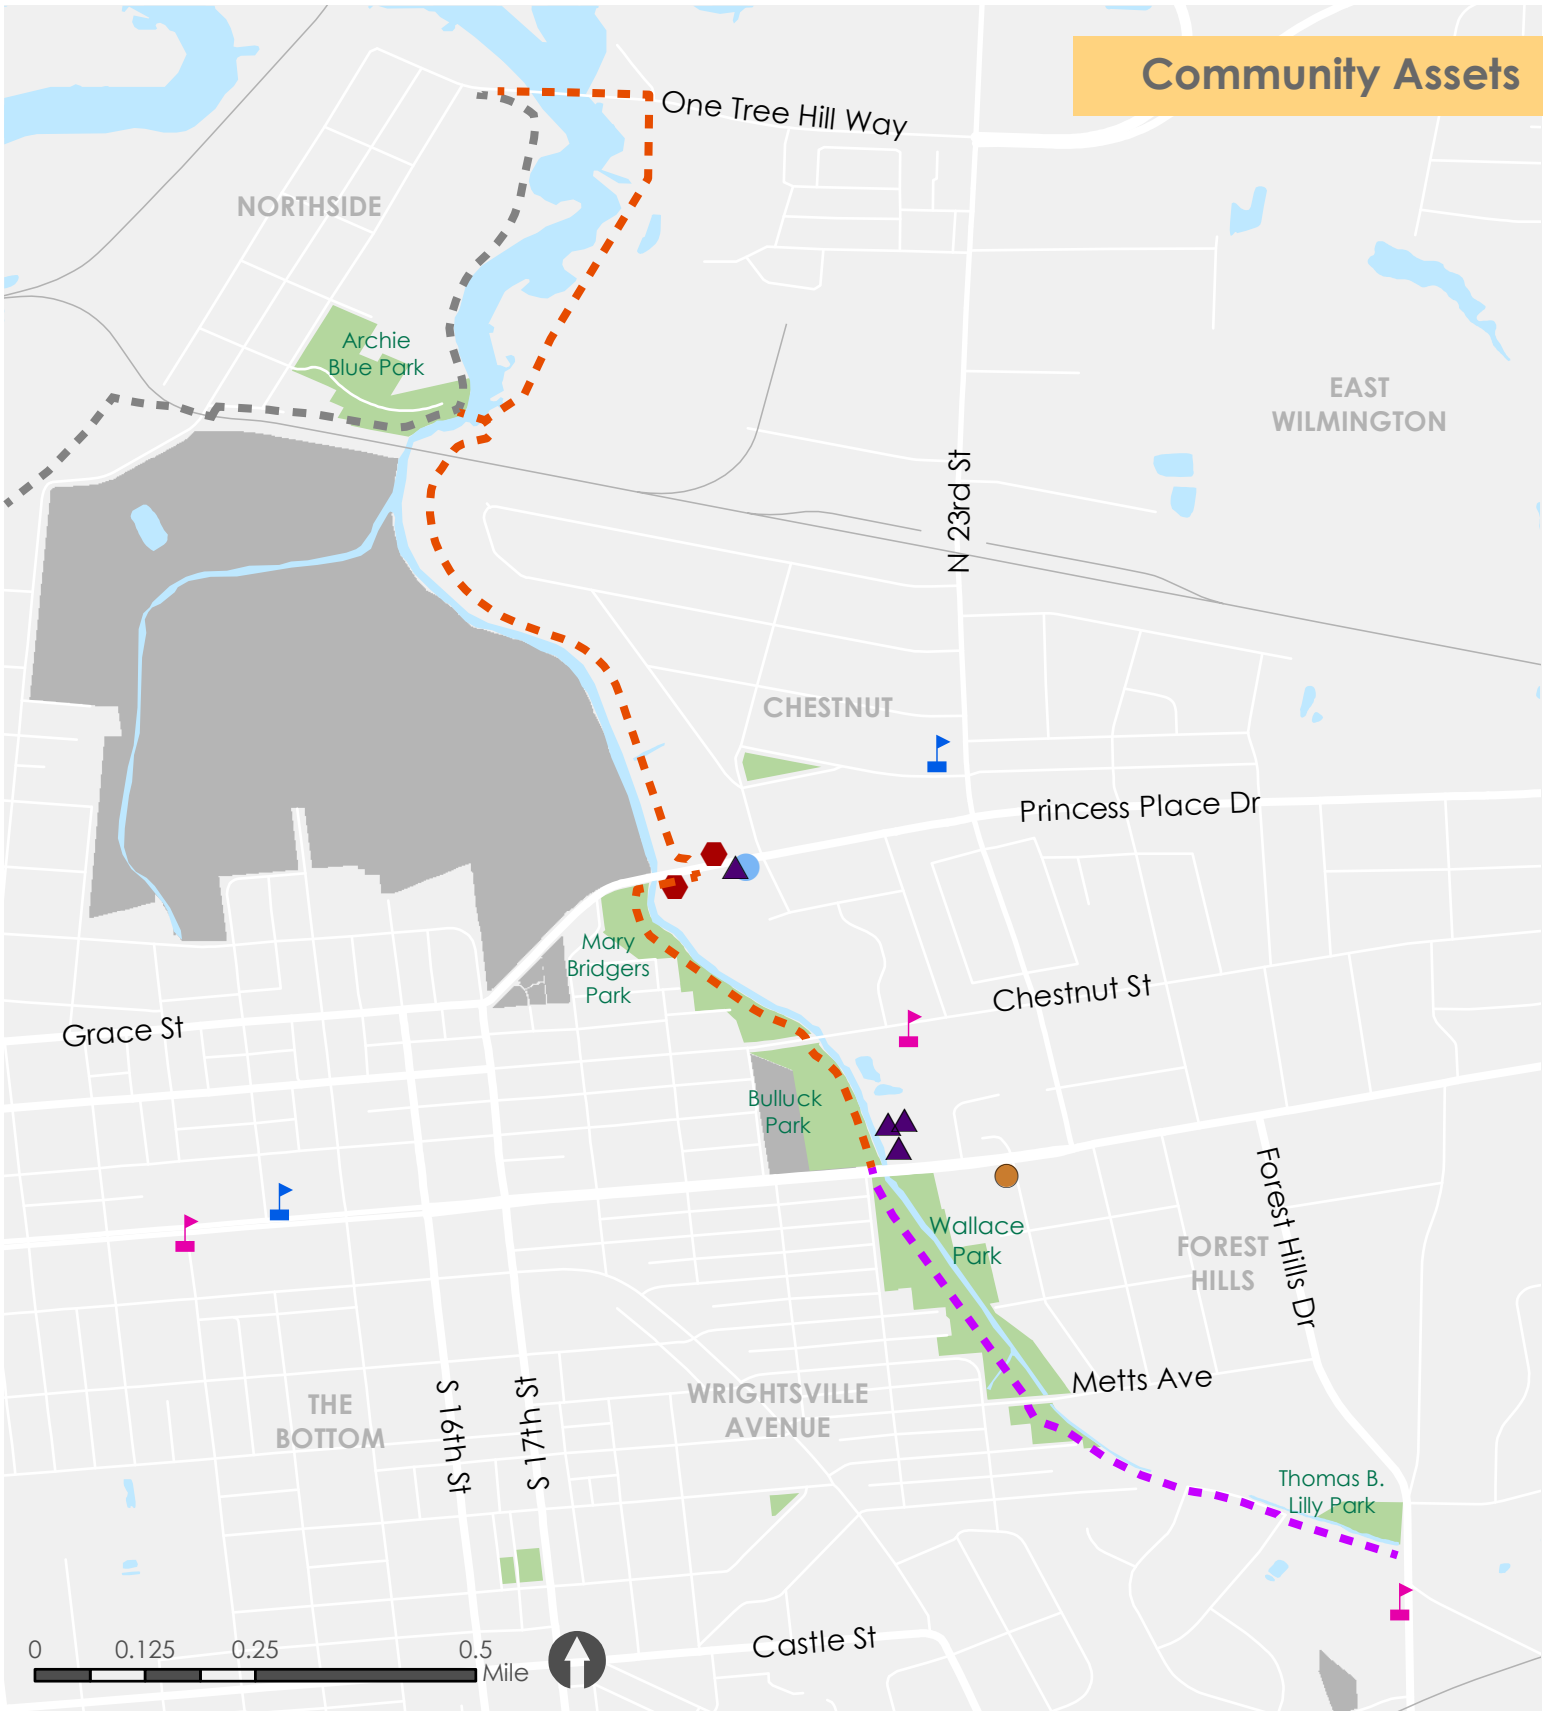 Community Assets
One Tree Hill Way
NORTHSIDE
Archie
Blue Park
EAST
WILMINGTON
N 23rd St
CHESTNUT
Princess Place Dr
Mary
Bridgers
Park
Chestnut St
Grace St
Bulluck
Park
Forest Hills Dr
Wallace
Park
FOREST
HILLS
Metts Ave
WRIGHTSVILLE
AVENUE
THE
BOTTOM
S 16th St
S 17th St
Thomas B.
Lilly Park
Castle St
0 0.125 0.25 0.5
Mile